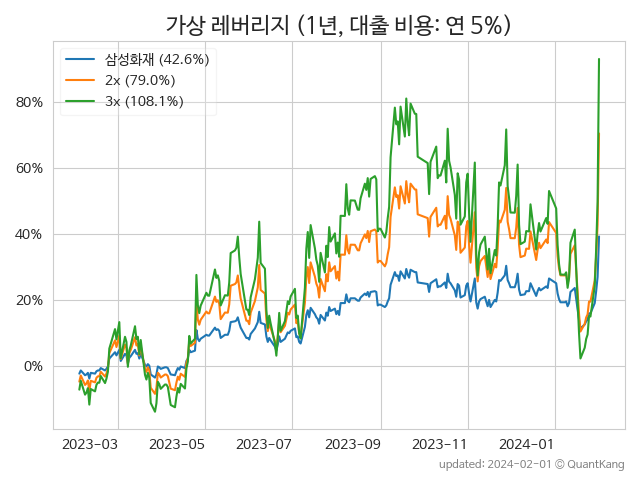 가상 레버리지 (1년, 대출 비용: 연 5%)
삼성화재 (42.6%)
2x (79.0%)
3x (108.1%)
80%
60%
40%
20%
0%
2023-03 2023-05 2023-07 2023-09 2023-11 2024-01
updated: 2024-02-01 © QuantKang